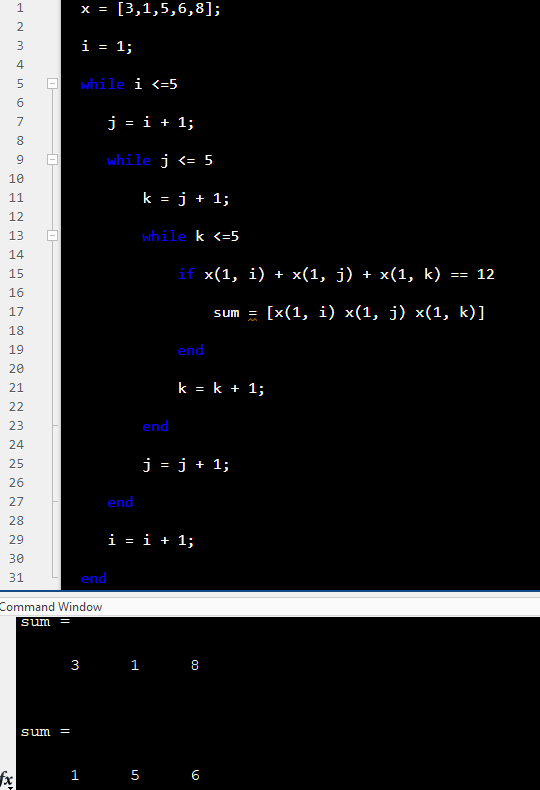 1 x = [3,1,5,6,8];
2
3 i = 1;
4
5 while i <=5
6
7 j = i + 1;
8
9 while j <= 5
10
11 k = j + 1;
12
13 while k <=5
14
15 if x(1, i) + x(1, j) + x(1, k) == 12
16
17 sum = [x(1, i) x(1, j) x(1, k)]
18
19 end
20
21 k = k + 1;
22
23 end
24
25 j = j + 1;
26
27 end
28
29 i = i + 1;
30
31 end
Command Window
sum =
3 1 8
sum =
fx 1 5 6